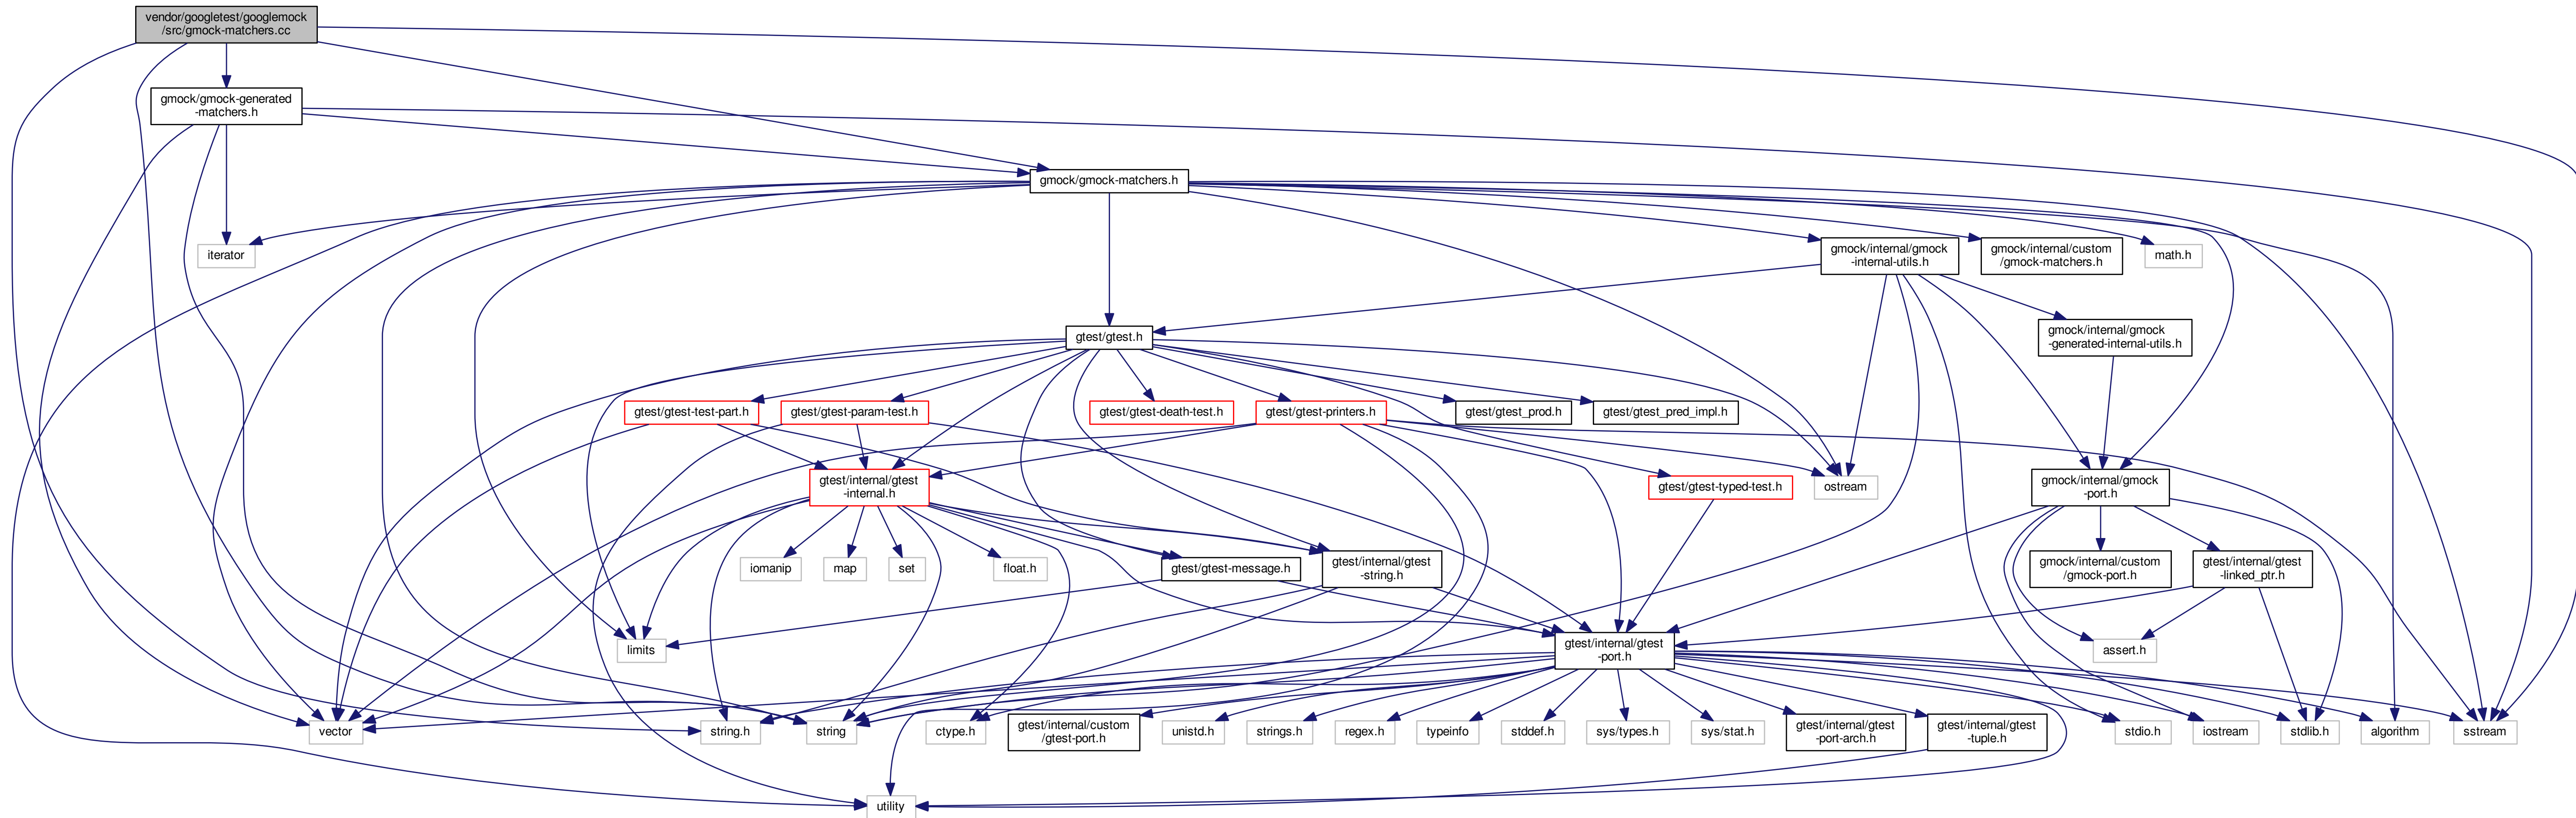 vendor/googletest/googlemock
/src/gmock-matchers.cc
gmock/gmock-generated
-matchers.h
gmock/gmock-matchers.h
iterator
gmock/internal/gmock
-internal-utils.h
gmock/internal/custom
/gmock-matchers.h
math.h
gtest/gtest.h
gmock/internal/gmock
-generated-internal-utils.h
gtest/gtest-test-part.h
gtest/gtest-param-test.h
gtest/gtest-death-test.h
gtest/gtest-printers.h
gtest/gtest_prod.h
gtest/gtest_pred_impl.h
gtest/internal/gtest
-internal.h
gtest/gtest-typed-test.h
ostream
gmock/internal/gmock
-port.h
iomanip
map
set
float.h
gtest/gtest-message.h
gtest/internal/gtest
-string.h
gmock/internal/custom
/gmock-port.h
gtest/internal/gtest
-linked_ptr.h
limits
gtest/internal/gtest
-port.h
assert.h
vector
string.h
string
ctype.h
gtest/internal/custom
/gtest-port.h
unistd.h
strings.h
regex.h
typeinfo
stddef.h
sys/types.h
sys/stat.h
gtest/internal/gtest
-port-arch.h
gtest/internal/gtest
-tuple.h
stdio.h
iostream
stdlib.h
algorithm
sstream
utility